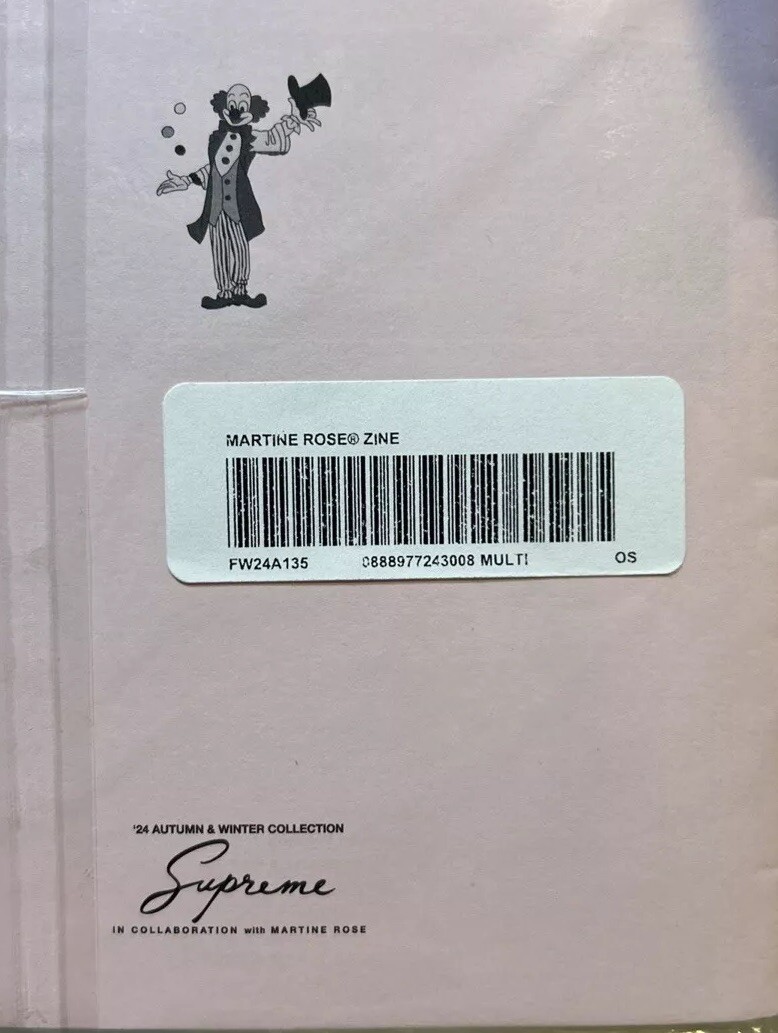 MARTINE ROSE® ZINE
FW24A135 0888977243008 MULTI OS
'24 AUTUMN & WINTER COLLECTION
Supreme
IN COLLABORATION with MARTINE ROSE